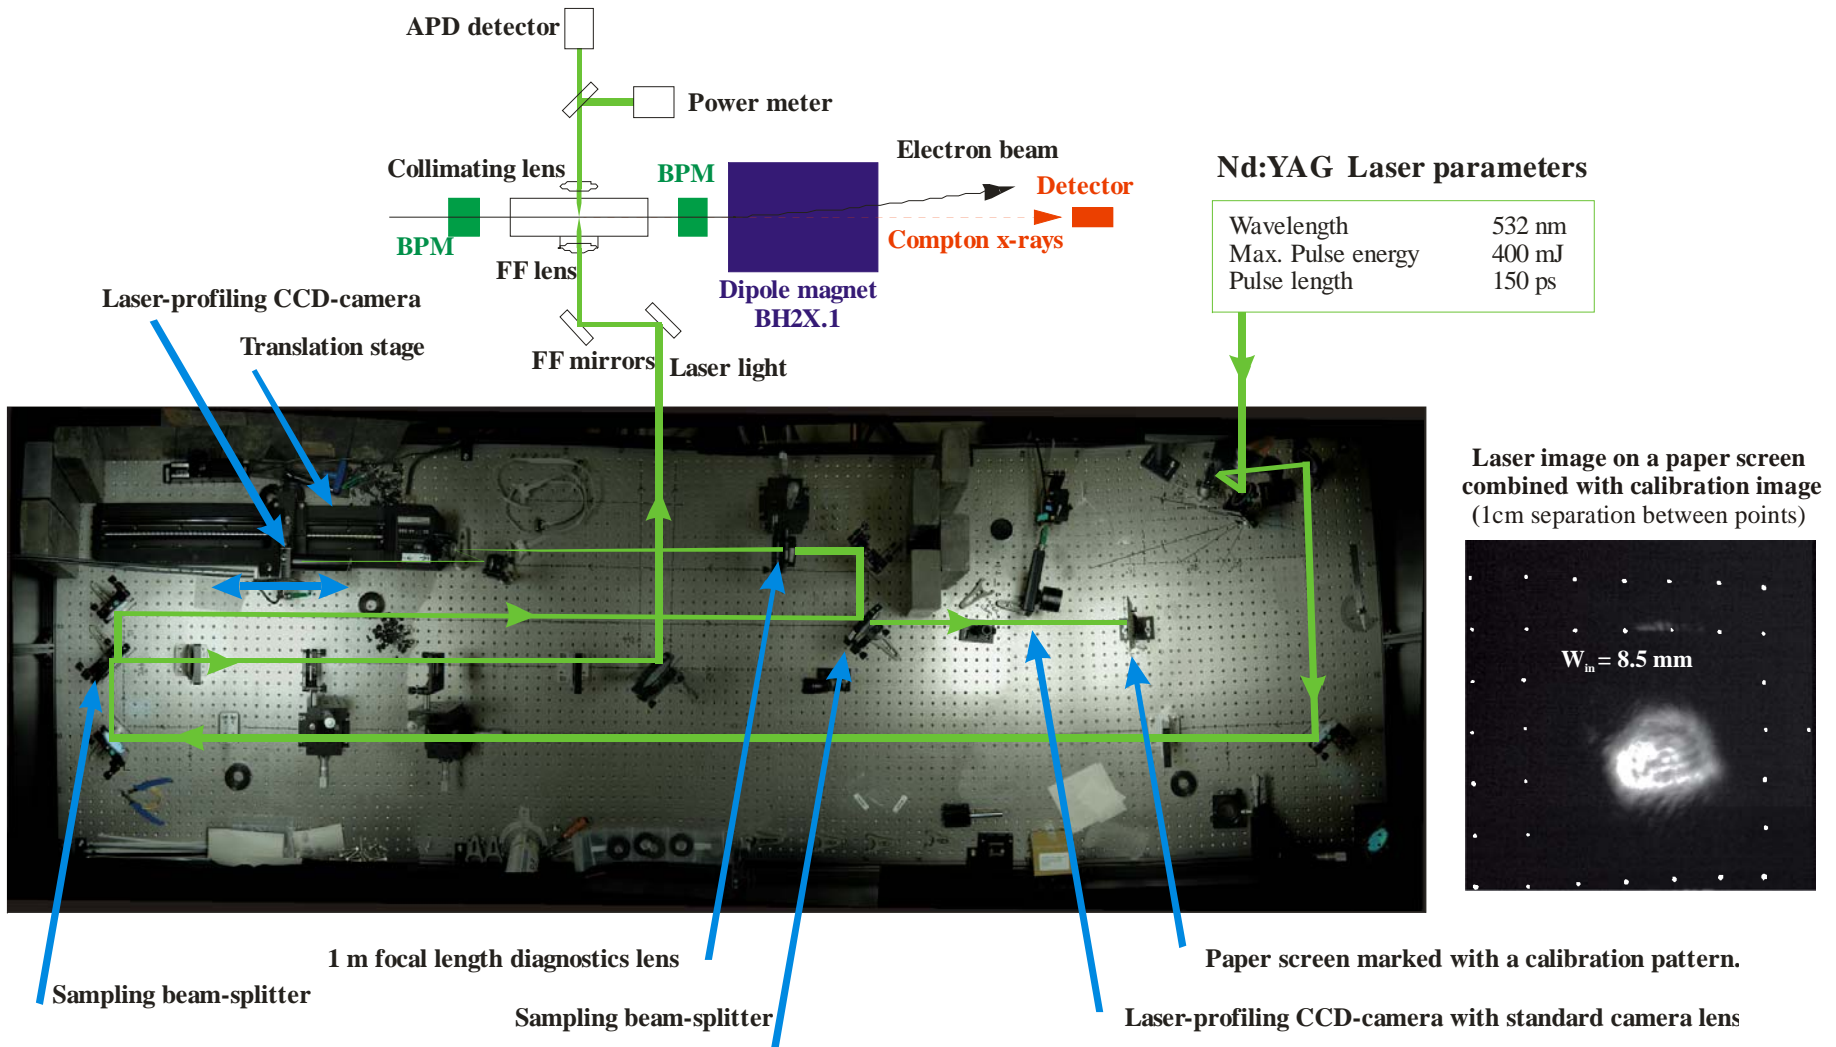 APD detector
Power meter
Collimating lens
BPM
Electron beam
Detector
BPM
Compton x-rays
FF lens
Dipole magnet
BH2X.1
Nd:YAG Laser parameters
Wavelength 532 nm
Max. Pulse energy 400 mJ
Pulse length 150 ps
Laser-profiling CCD-camera
Translation stage
FF mirrors
Laser light
Laser image on a paper screen
combined with calibration image
(1cm separation between points)
Win = 8.5 mm
1 m focal length diagnostics lens
Paper screen marked with a calibration pattern.
Sampling beam-splitter
Sampling beam-splitter
Laser-profiling CCD-camera with standard camera lens